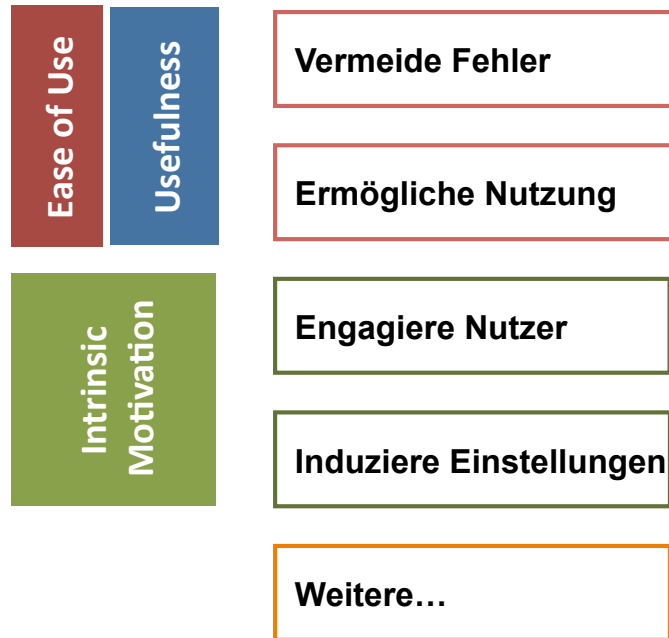 Ease of Use
Usefulness
Vermeide Fehler
Ermögliche Nutzung
Intrinsic
Motivation
Engagiere Nutzer
Induziere Einstellungen
Weitere…